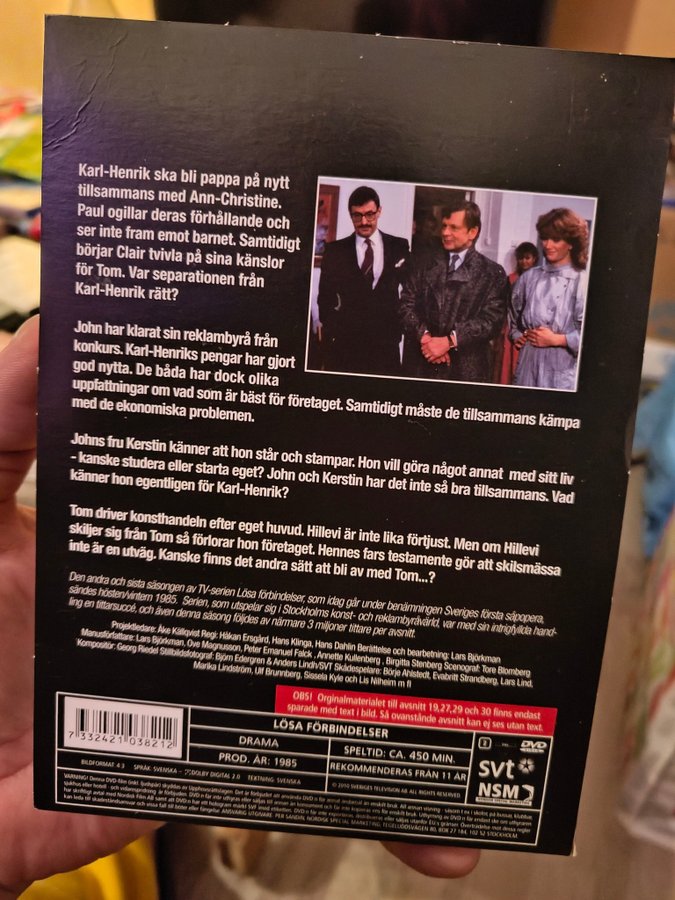 Karl-Henrik ska bli pappa på nytt
tillsammans med Ann-Christine.
Paul ogillar deras förhållande och
ser inte fram emot barnet. Samtidigt
börjar Clair tvivla på sina känslor
för Tom. Var separationen från
Karl-Henrik rätt?
John har klarat sin reklambyrå från
konkurs. Karl-Henriks pengar har gjort
god nytta. De båda har dock olika
uppfattningar om vad som är bäst för företaget. Samtidigt måste de tillsammans kämpa
med de ekonomiska problemen.
Johns fru Kerstin känner att hon står och stampar. Hon vill göra något annat med sitt liv
- kanske studera eller starta eget? John och Kerstin har det inte så bra tillsammans. Vad
känner hon egentligen för Karl-Henrik?
Tom driver konsthandeln efter eget huvud. Hillevi är inte lika förtjust. Men om Hillevi
skiljer sig från Tom så förlorar hon företaget. Hennes fars testamente gör att skilsmässa
inte är en utväg. Kanske finns det andra sätt att bli av med Tom...?
Den andra och sista säsongen av TV-serien Lösa förbindelser, som idag går under benämningen Sveriges första såpopera,
sändes hösten/vintern 1985. Serien, som utspelar sig i Stockholms konst- och reklambyråvärld, var med sin intrigfyllda hand-
ling en tittarsuccé, och även denna säsong följdes av närmare 3 miljoner tittare per avsnitt.
Projektledare: Åke Källqvist Regi: Håkan Ersgård, Hans Klinga, Hans Dahlin Berättelse och bearbetning: Lars Björkman
Manusförfattare: Lars Björkman, Ove Magnusson, Peter Emanuel Falck , Annette Kullenberg , Birgitta Stenberg Scenograf: Tore Blomberg
Kompositör: Georg Riedel Stillbildsfotograf: Björn Edergren & Anders Lindh/SVT Skådespelare: Börje Ahlstedt, Evabritt Strandberg, Lars Lind,
Marika Lindström, Ulf Brunnberg, Sissela Kyle och Lis Nilheim m fl
OBS! Orginalmaterialet till avsnitt 19,27,29 och 30 finns endast
sparade med text i bild. Så ovanstående avsnitt kan ej ses utan text.
LÖSA FÖRBINDELSER
DRAMA
SPELTID: CA. 450 MIN.
PROD. ÅR: 1985
REKOMMENDERAS FRÅN 11 ÅR
7 332421 038212
2
DVD
svt
NSM
BILDFORMAT 4:3 SPRÅK: SVENSKA – DOLBY DIGITAL 2.0 TEXTNING: SVENSKA
© 2010 SVERIGES TELEVISION AB. ALL RIGHTS RESERVED.